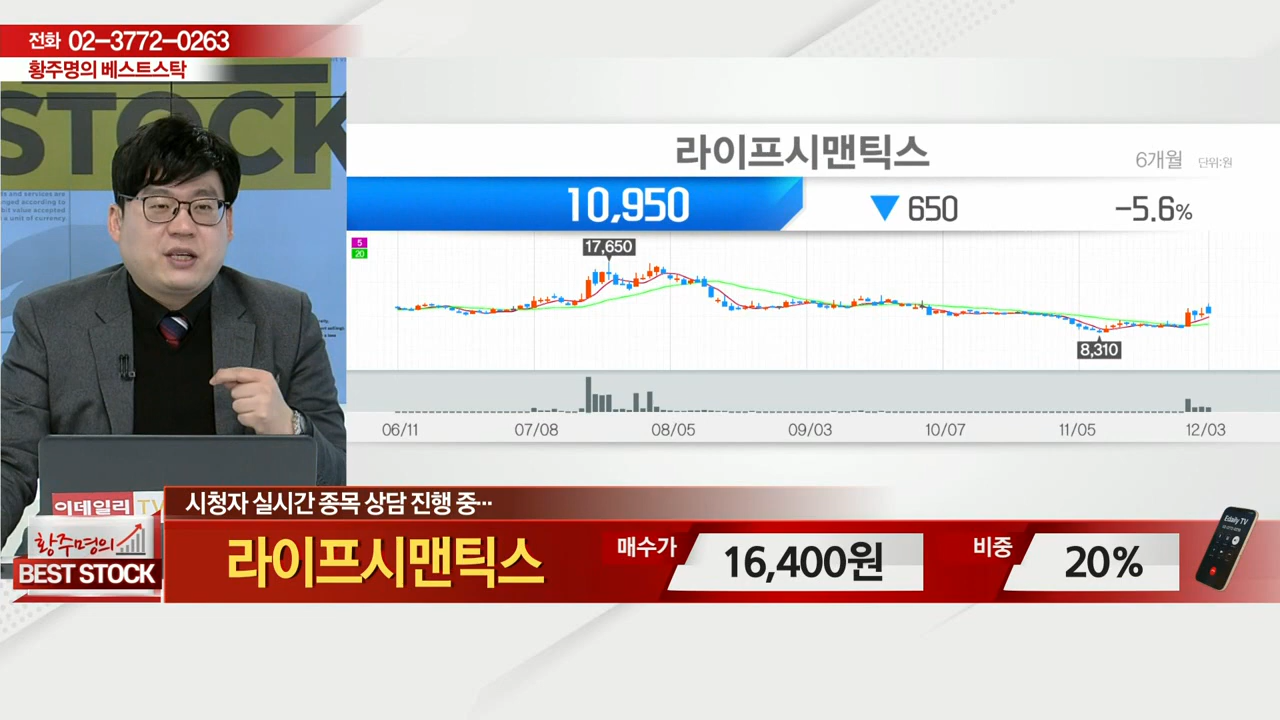 전화 02-3772-0263
황주명의 베스트스탁
STOCK
라이프시맨틱스
6개월 단위:원
10,950 ▼ 650 -5.6%
5
20
17,650
8,310
06/11 07/08 08/05 09/03 10/07 11/05 12/03
이데일리 TV
시청자 실시간 종목 상담 진행 중...
황주명의
BEST STOCK
라이프시맨틱스 매수가 16,400원 비중 20%
Edaily TV